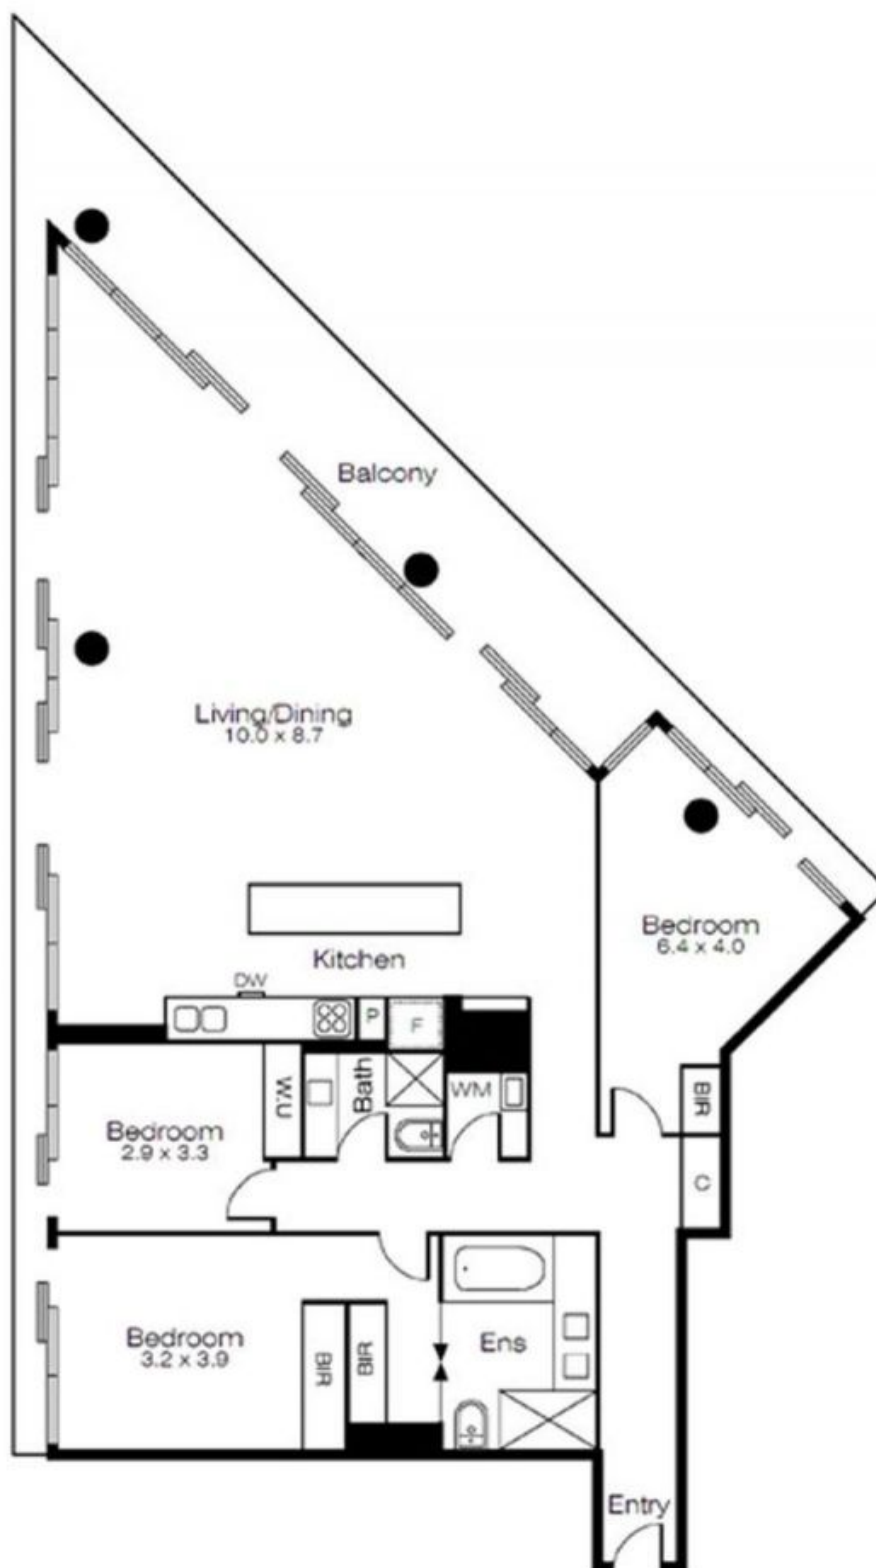 Balcony
Living/Dining
10.0 x 8.7
Bedroom
6.4 x 4.0
Kitchen
DW
P
F
Bath
WM
W.U
Bedroom
2.9 x 3.3
BIR
C
Bedroom
3.2 x 3.9
BIR
BIR
Ens
Entry